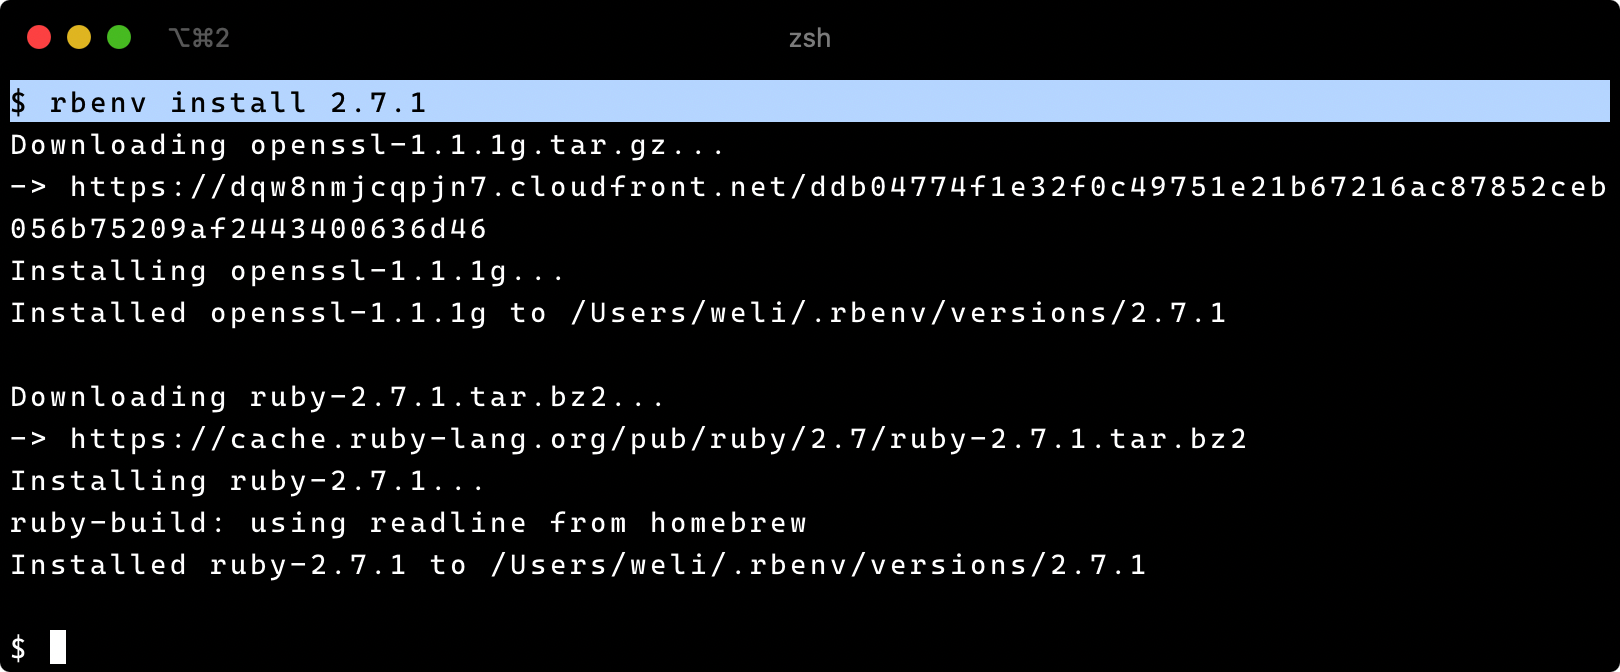 ⌥⌘2
zsh
$ rbenv install 2.7.1
Downloading openssl-1.1.1g.tar.gz...
-> https://dqw8nmjcqpjn7.cloudfront.net/ddb04774f1e32f0c49751e21b67216ac87852ceb
056b75209af2443400636d46
Installing openssl-1.1.1g...
Installed openssl-1.1.1g to /Users/weli/.rbenv/versions/2.7.1
Downloading ruby-2.7.1.tar.bz2...
-> https://cache.ruby-lang.org/pub/ruby/2.7/ruby-2.7.1.tar.bz2
Installing ruby-2.7.1...
ruby-build: using readline from homebrew
Installed ruby-2.7.1 to /Users/weli/.rbenv/versions/2.7.1
$